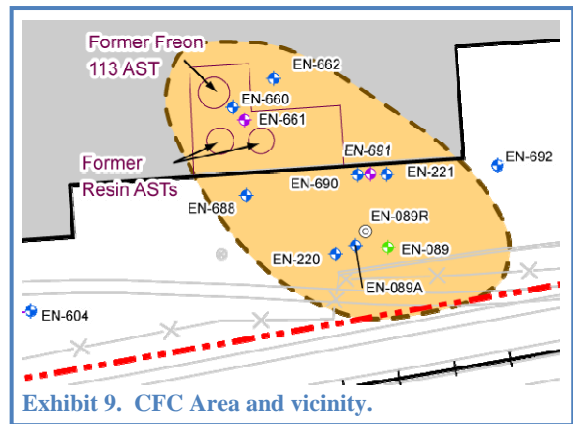 Former Freon
113 AST
EN-662
EN-660
EN-661
EN-691
Former
Resin ASTs
EN-692
EN-690
EN-221
EN-688
EN-089R
EN-220
EN-089
EN-089A
EN-604
Exhibit 9. CFC Area and vicinity.